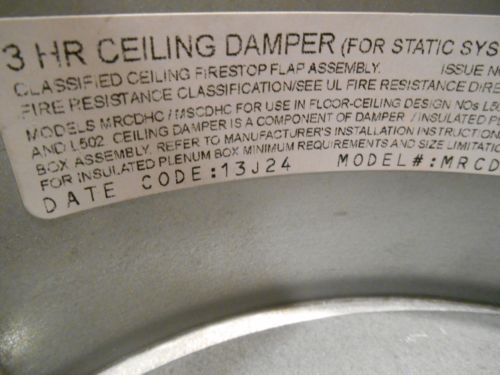 3 HR CEILING DAMPER (FOR STATIC SYS
CLASSIFIED CEILING FIRESTOP FLAP ASSEMBLY. ISSUE NO
FIRE RESISTANCE CLASSIFICATION/SEE UL FIRE RESISTANCE DIRE
MODELS MRCDHC / MSCDHC FOR USE IN FLOOR-CEILING DESIGN NOs L5
AND L502. CEILING DAMPER IS A COMPONENT OF DAMPER / INSULATED PL
BOX ASSEMBLY. REFER TO MANUFACTURER'S INSTALLATION INSTRUCTION
FOR INSULATED PLENUM BOX MINIMUM REQUIREMENTS AND SIZE LIMITATIO
DATE CODE:13J24 MODEL#:MRCD